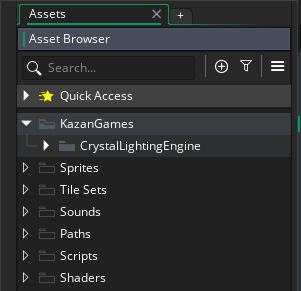 Assets
Asset Browser
Search...
Quick Access
KazanGames
CrystalLightingEngine
Sprites
Tile Sets
Sounds
Paths
Scripts
Shaders